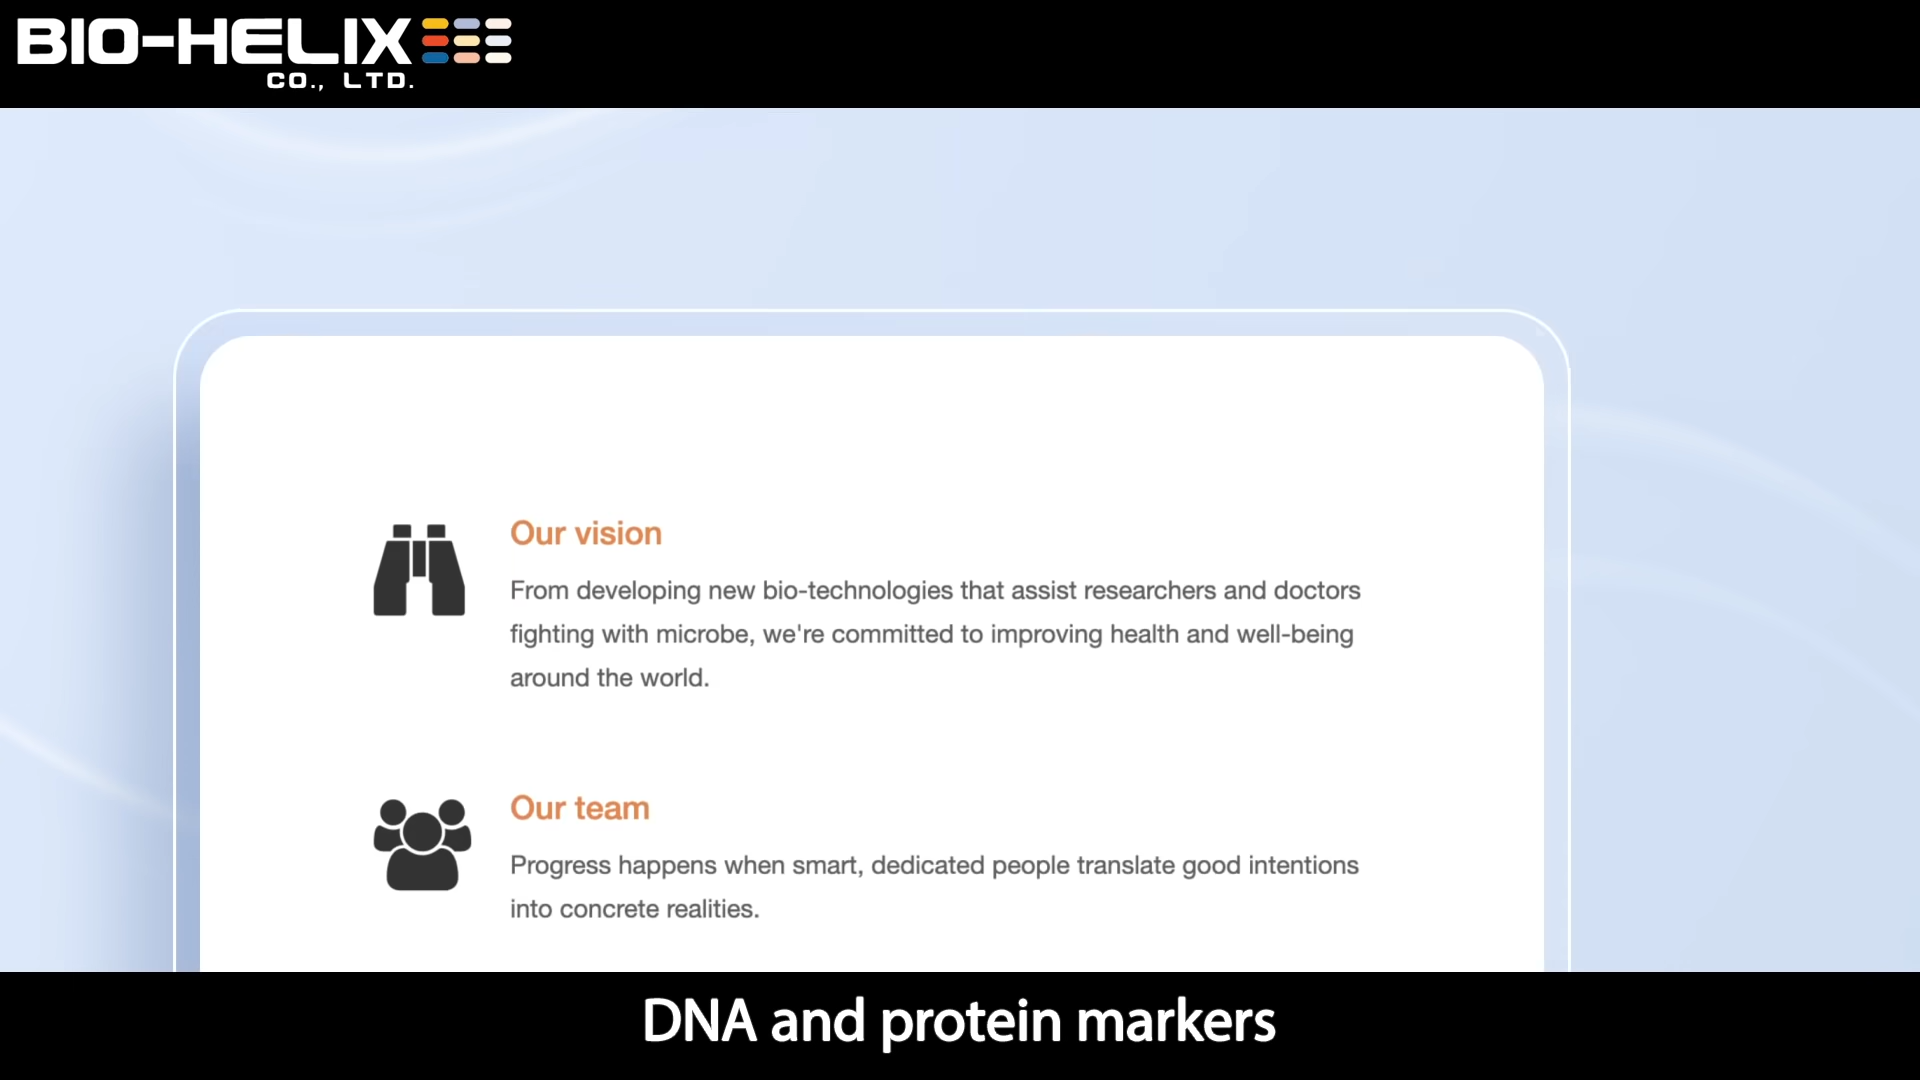 BIO-HELIX
CO., LTD.
Our vision
From developing new bio-technologies that assist researchers and doctors
fighting with microbe, we're committed to improving health and well-being
around the world.
Our team
Progress happens when smart, dedicated people translate good intentions
into concrete realities.
DNA and protein markers